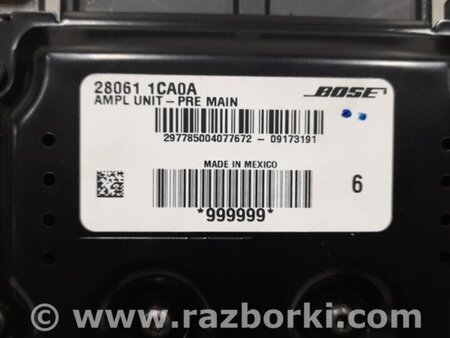 28061 1CA0A
BOSE
AMPL UNIT - PRE MAIN
297785004077672 - 09173191
MADE IN MEXICO
6
*999999*
© www.razborki.com